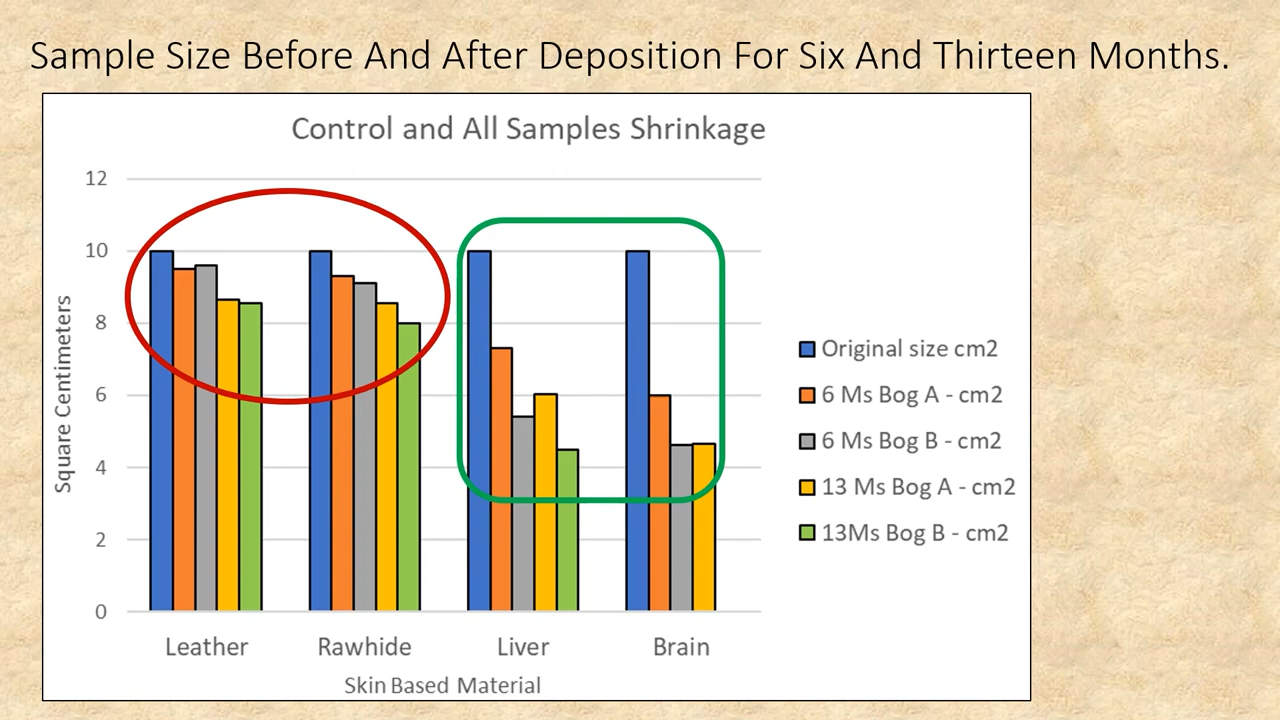 Sample Size Before And After Deposition For Six And Thirteen Months.
Control and All Samples Shrinkage
12
10
8
6
4
2
0
Square Centimeters
Leather
Rawhide
Liver
Brain
Skin Based Material
Original size cm2
6 Ms Bog A - cm2
6 Ms Bog B - cm2
13 Ms Bog A - cm2
13Ms Bog B - cm2